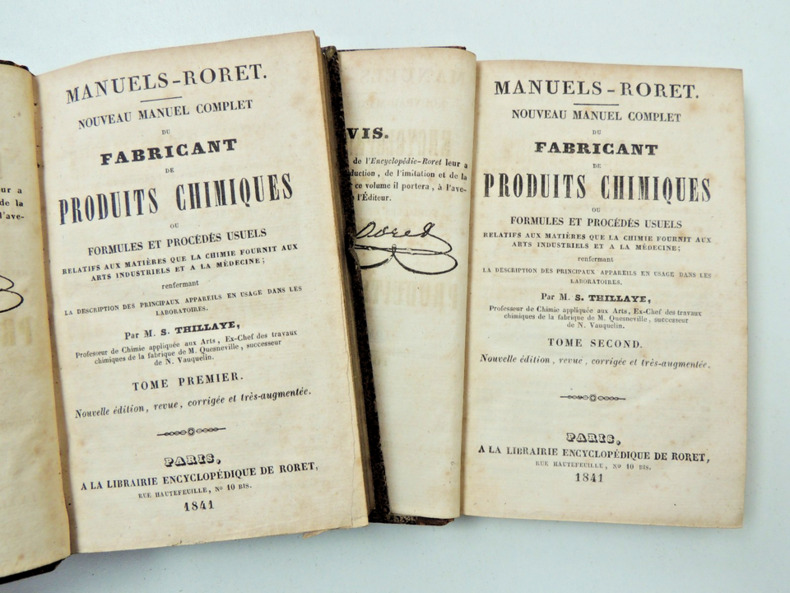 MANUELS-RORET.
NOUVEAU MANUEL COMPLET
DU
FABRICANT
DE
PRODUITS CHIMIQUES
OU
FORMULES ET PROCÉDÉS USUELS
RELATIFS AUX MATIÈRES QUE LA CHIMIE FOURNIT AUX
ARTS INDUSTRIELS ET A LA MÉDECINE;
renfermant
LA DESCRIPTION DES PRINCIPAUX APPAREILS EN USAGE DANS LES
LABORATOIRES.
Par M. S. THILLAYE,
Professeur de Chimie appliquée aux Arts, Ex-Chef des travaux
chimiques de la fabrique de M. Quesneville, successeur
de N. Vauquelin.
TOME PREMIER.
Nouvelle édition, revue, corrigée et très-augmentée.
PARIS,
A LA LIBRAIRIE ENCYCLOPÉDIQUE DE RORET,
RUE HAUTEFEUILLE, No 10 BIS.
1841
VIS.
de l'Encyclopédie-Roret leur a
duction, de l'imitation et de la
ce volume il portera, à l'ave-
l'Éditeur.
Roret
MANUELS-RORET.
NOUVEAU MANUEL COMPLET
DU
FABRICANT
DE
PRODUITS CHIMIQUES
OU
FORMULES ET PROCÉDÉS USUELS
RELATIFS AUX MATIÈRES QUE LA CHIMIE FOURNIT AUX
ARTS INDUSTRIELS ET A LA MÉDECINE;
renfermant
LA DESCRIPTION DES PRINCIPAUX APPAREILS EN USAGE DANS LES
LABORATOIRES.
Par M. S. THILLAYE,
Professeur de Chimie appliquée aux Arts, Ex-Chef des travaux
chimiques de la fabrique de M. Quesneville, successeur
de N. Vauquelin.
TOME SECOND.
Nouvelle édition, revue, corrigée et très-augmentée.
PARIS,
A LA LIBRAIRIE ENCYCLOPÉDIQUE DE RORET,
RUE HAUTEFEUILLE, No 10 BIS.
1841